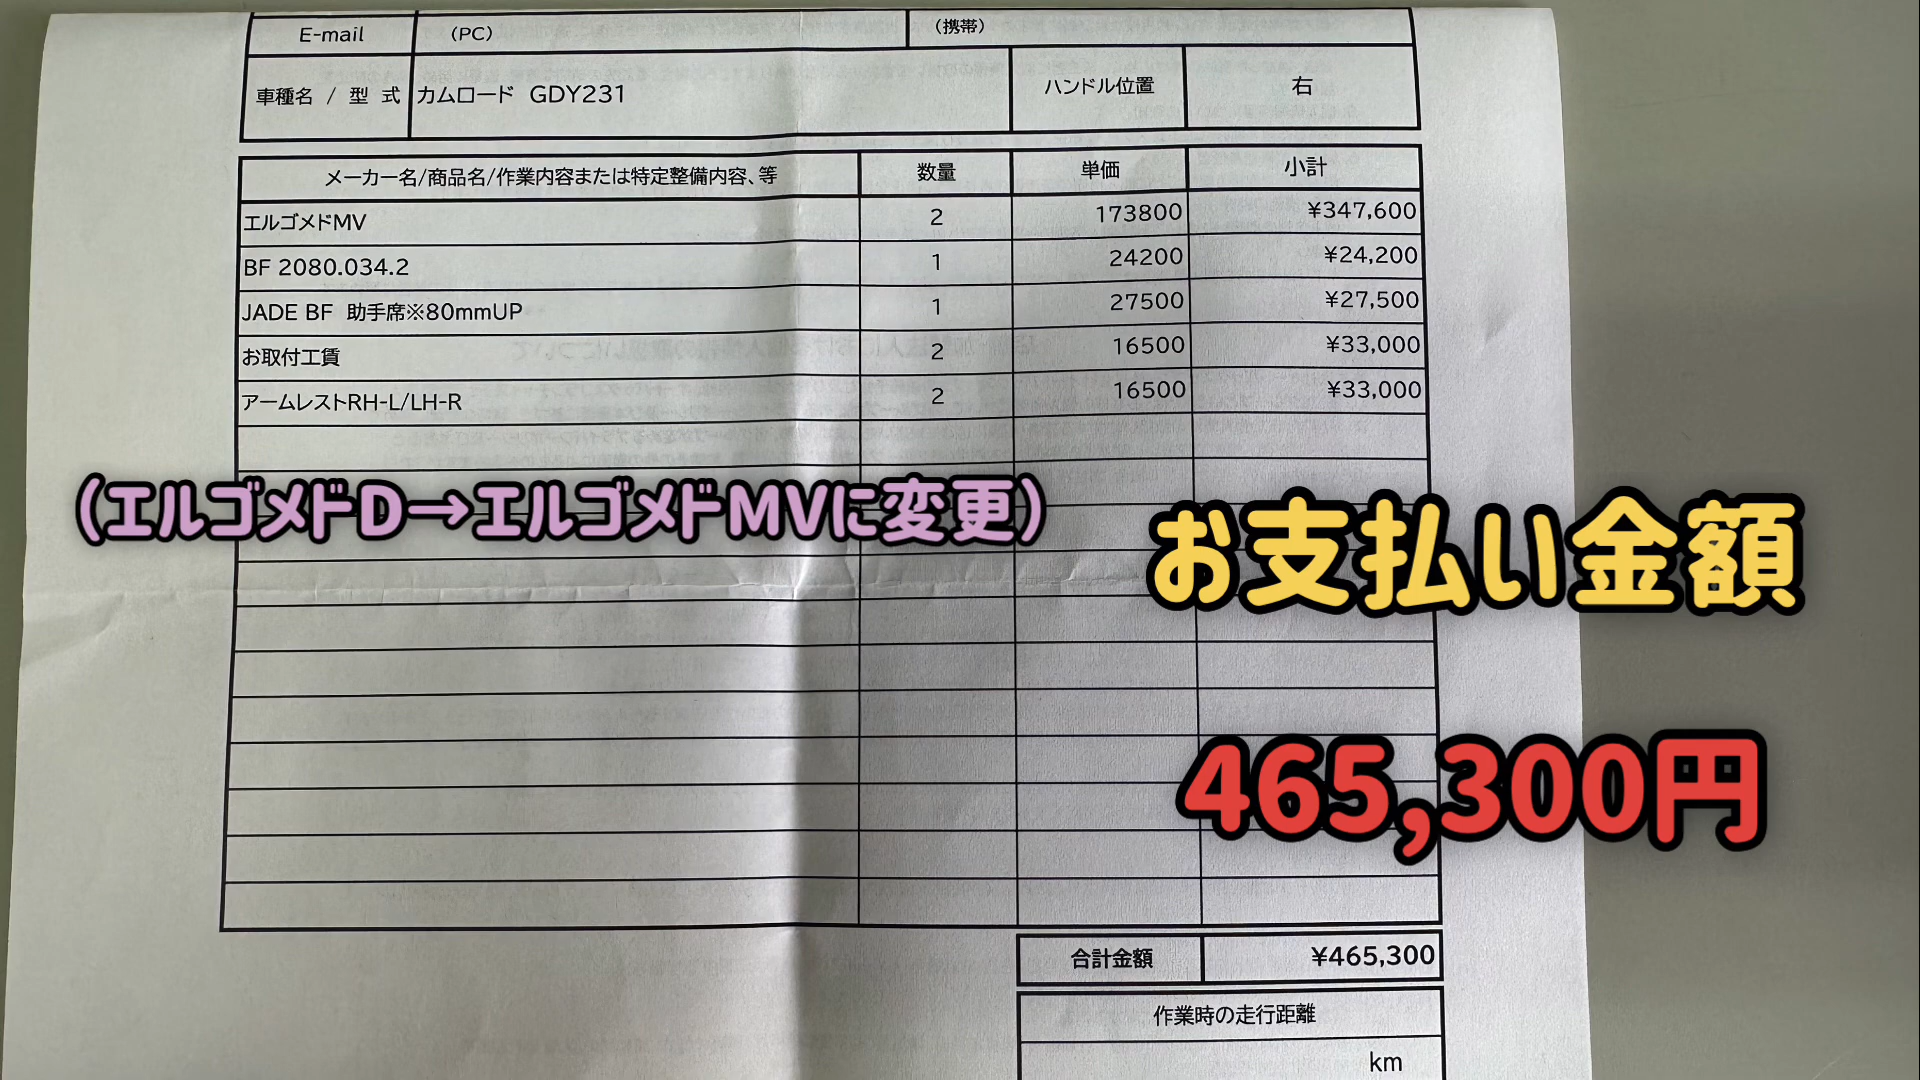 E-mail (PC) (携帯)
車種名 / 型 式 カムロード GDY231 ハンドル位置 右
メーカー名/商品名/作業内容または特定整備内容、等 数量 単価 小計
エルゴメドMV 2 173800 ¥347,600
BF 2080.034.2 1 24200 ¥24,200
JADE BF 助手席※80mmUP 1 27500 ¥27,500
お取付工賃 2 16500 ¥33,000
アームレストRH-L/LH-R 2 16500 ¥33,000
(エルゴメドD→エルゴメドMVに変更)
お支払い金額
465,300円
合計金額 ¥465,300
作業時の走行距離
km